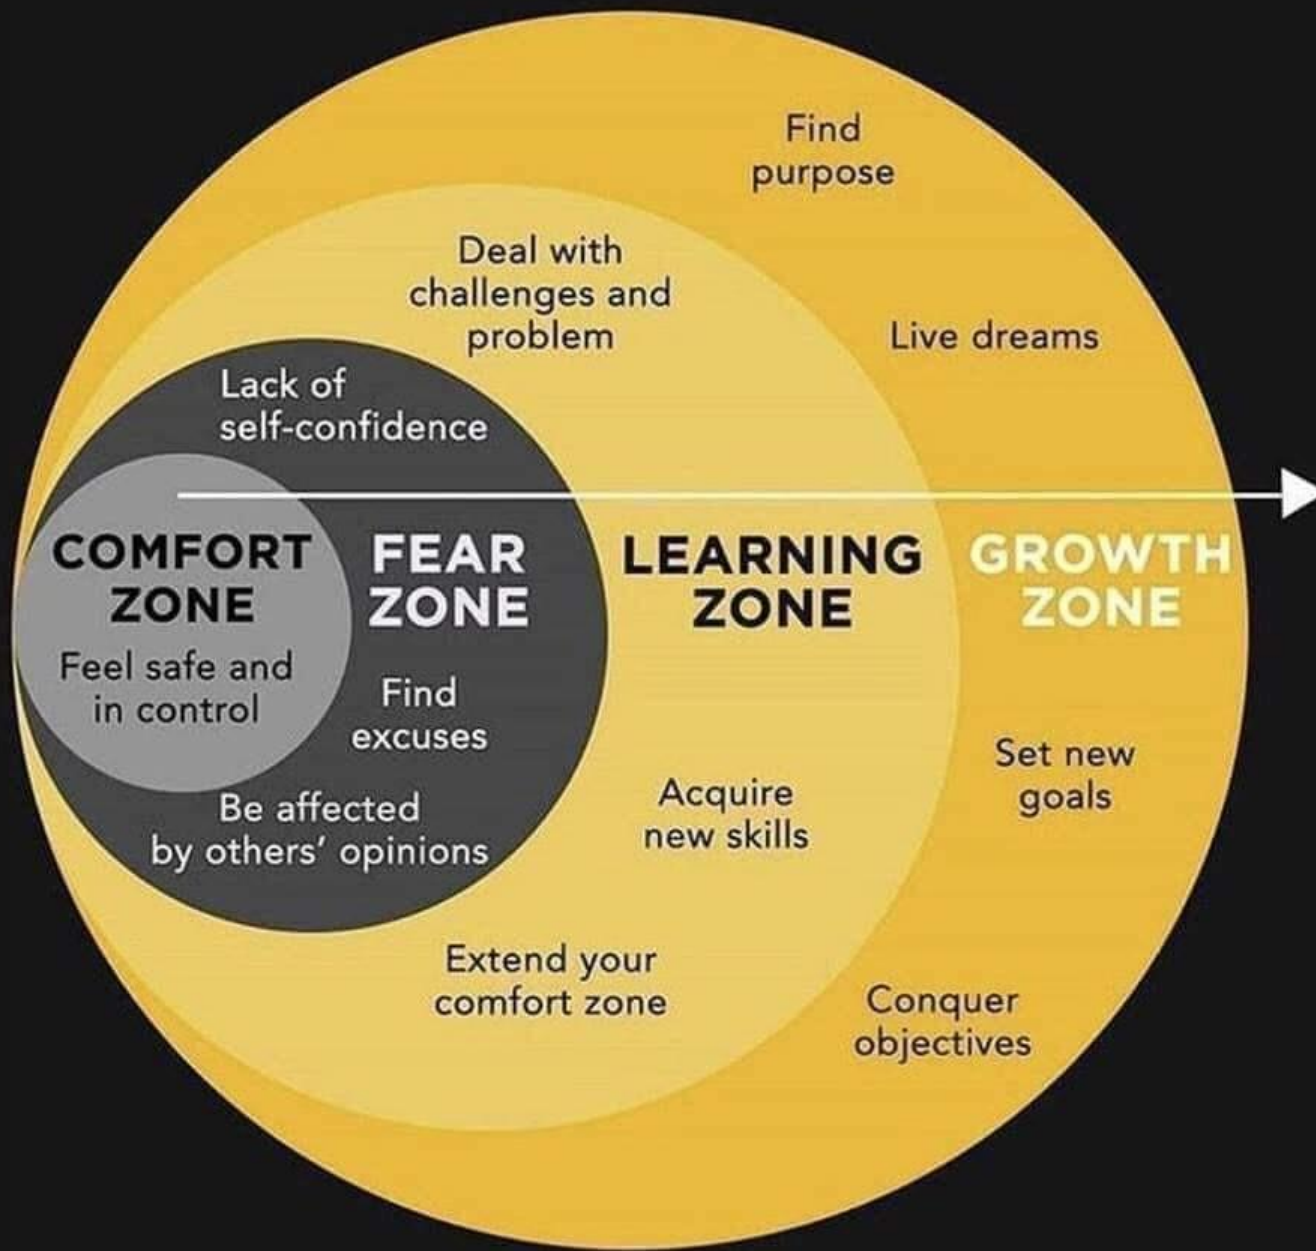 Find
purpose
Deal with
challenges and
problem
Live dreams
Lack of
self-confidence
COMFORT
ZONE
Feel safe and
in control
FEAR
ZONE
Find
excuses
Be affected
by others' opinions
LEARNING
ZONE
Acquire
new skills
Extend your
comfort zone
GROWTH
ZONE
Set new
goals
Conquer
objectives